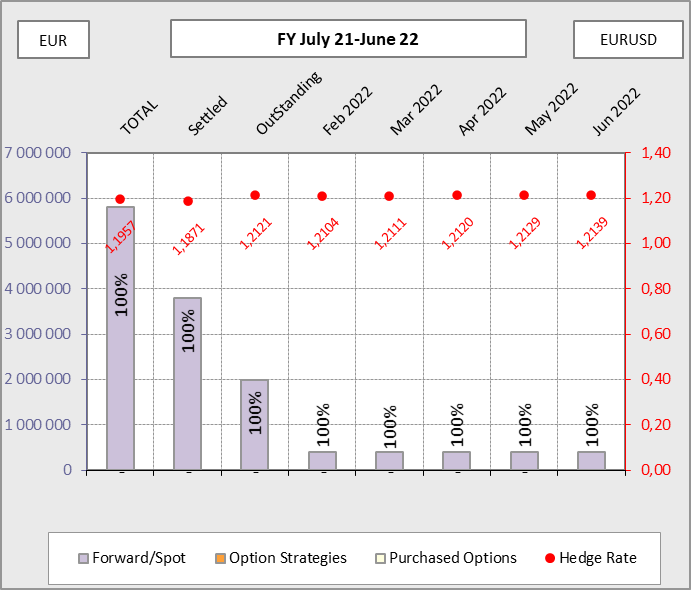 EUR
FY July 21-June 22
EURUSD
TOTAL
Settled
OutStanding
Feb 2022
Mar 2022
Apr 2022
May 2022
Jun 2022
7 000 000
6 000 000
5 000 000
4 000 000
3 000 000
2 000 000
1 000 000
0
1,1957
1,1871
1,2121
1,2104
1,2111
1,2120
1,2129
1,2139
100%
100%
100%
100%
100%
100%
100%
100%
1,40
1,20
1,00
0,80
0,60
0,40
0,20
0,00
Forward/Spot
Option Strategies
Purchased Options
Hedge Rate